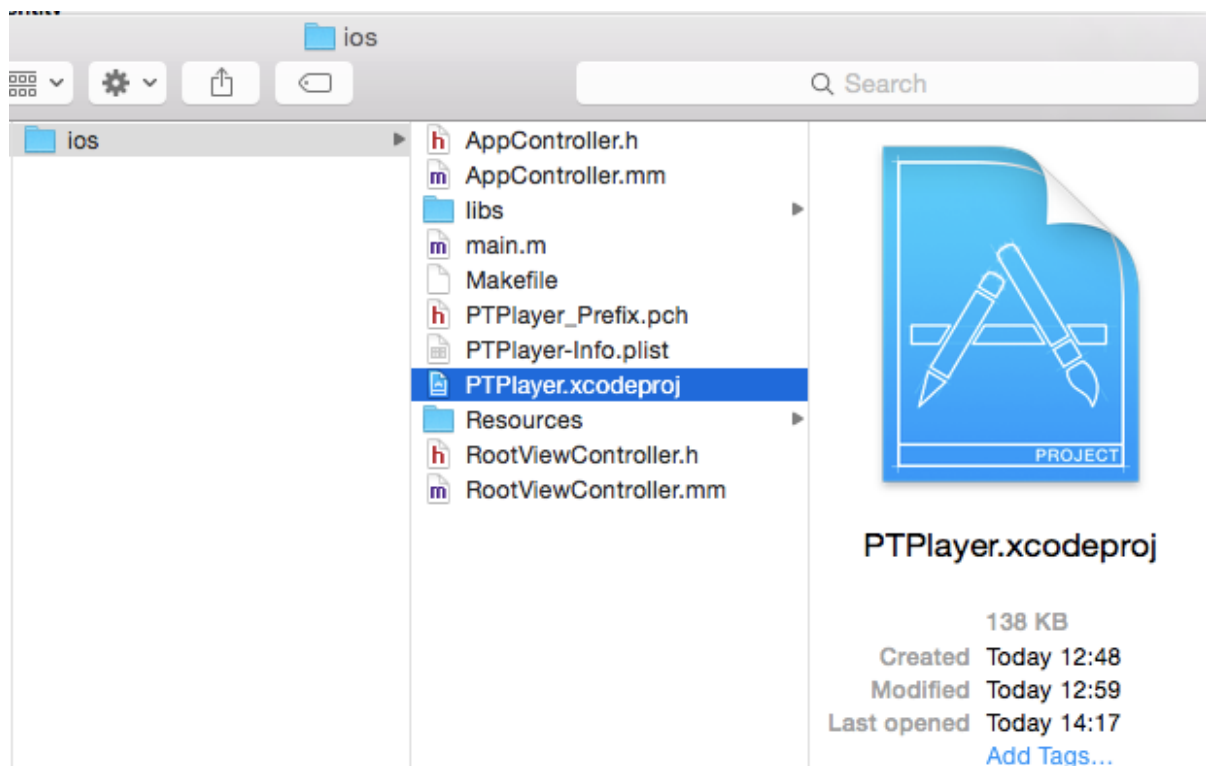 ios
Search
ios
AppController.h
AppController.mm
libs
main.m
Makefile
PTPlayer_Prefix.pch
PTPlayer-Info.plist
PTPlayer.xcodeproj
Resources
RootViewController.h
RootViewController.mm
PROJECT
PTPlayer.xcodeproj
138 KB
Created Today 12:48
Modified Today 12:59
Last opened Today 14:17
Add Tags...